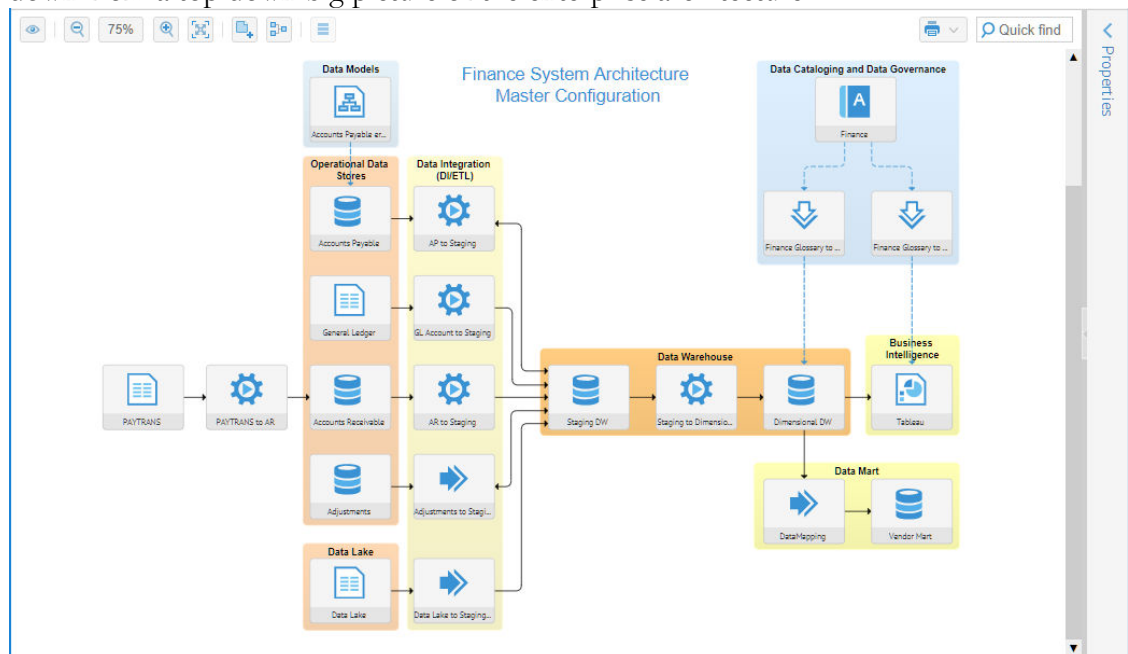 75%
Quick find
Properties
Finance System Architecture
Master Configuration
Data Models
Accounts Payable er...
Data Cataloging and Data Governance
Finance
Finance Glossary to ...
Finance Glossary to ...
Operational Data
Stores
Accounts Payable
General Ledger
Accounts Receivable
Adjustments
Data Integration
(DI/ETL)
AP to Staging
GL Account to Staging
AR to Staging
Adjustments to Stagi...
Data Lake to Staging...
PAYTRANS
PAYTRANS to AR
Data Lake
Data Lake
Data Warehouse
Staging DW
Staging to Dimensio...
Dimensional DW
Business
Intelligence
Tableau
Data Mart
DataMapping
Vendor Mart